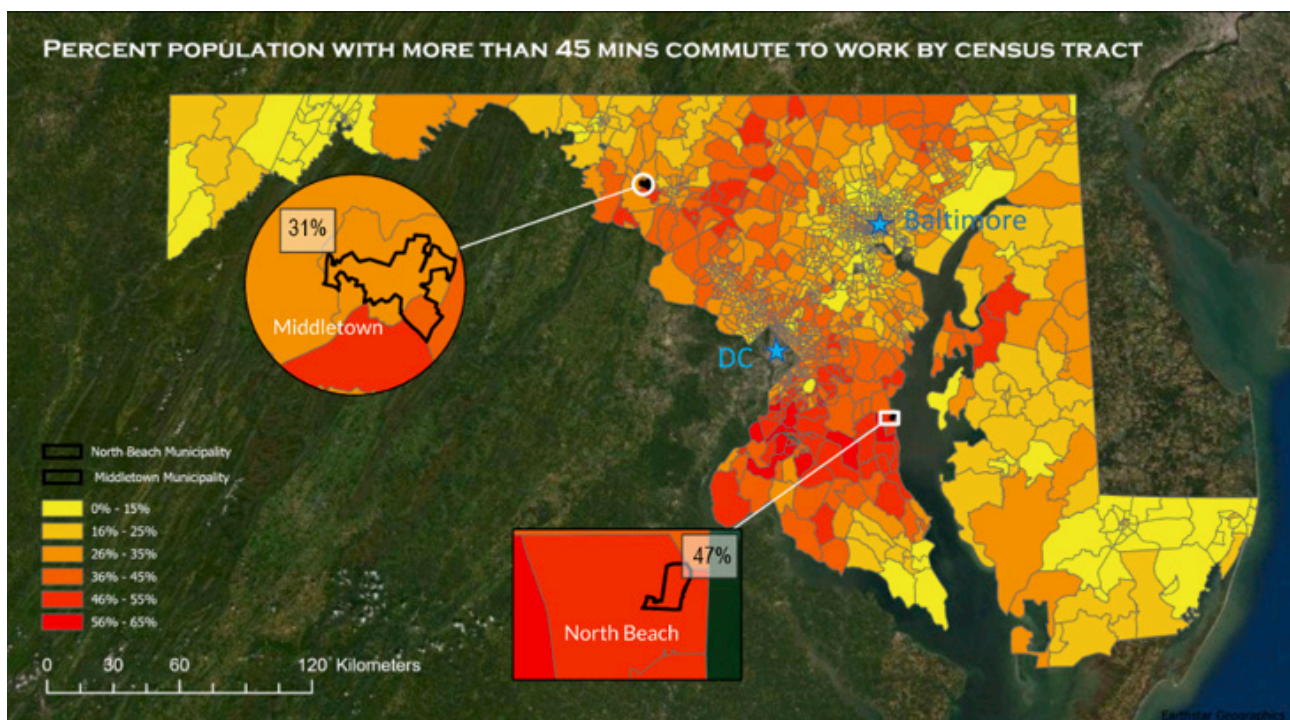 PERCENT POPULATION WITH MORE THAN 45 MINS COMMUTE TO WORK BY CENSUS TRACT
31%
Baltimore
Middletown
DC
North Beach Municipality
Middletown Municipality
0% - 15%
16% - 25%
26% - 35%
36% - 45%
46% - 55%
56% - 65%
47%
North Beach
0 30 60 120 Kilometers
Earthstar Geographics